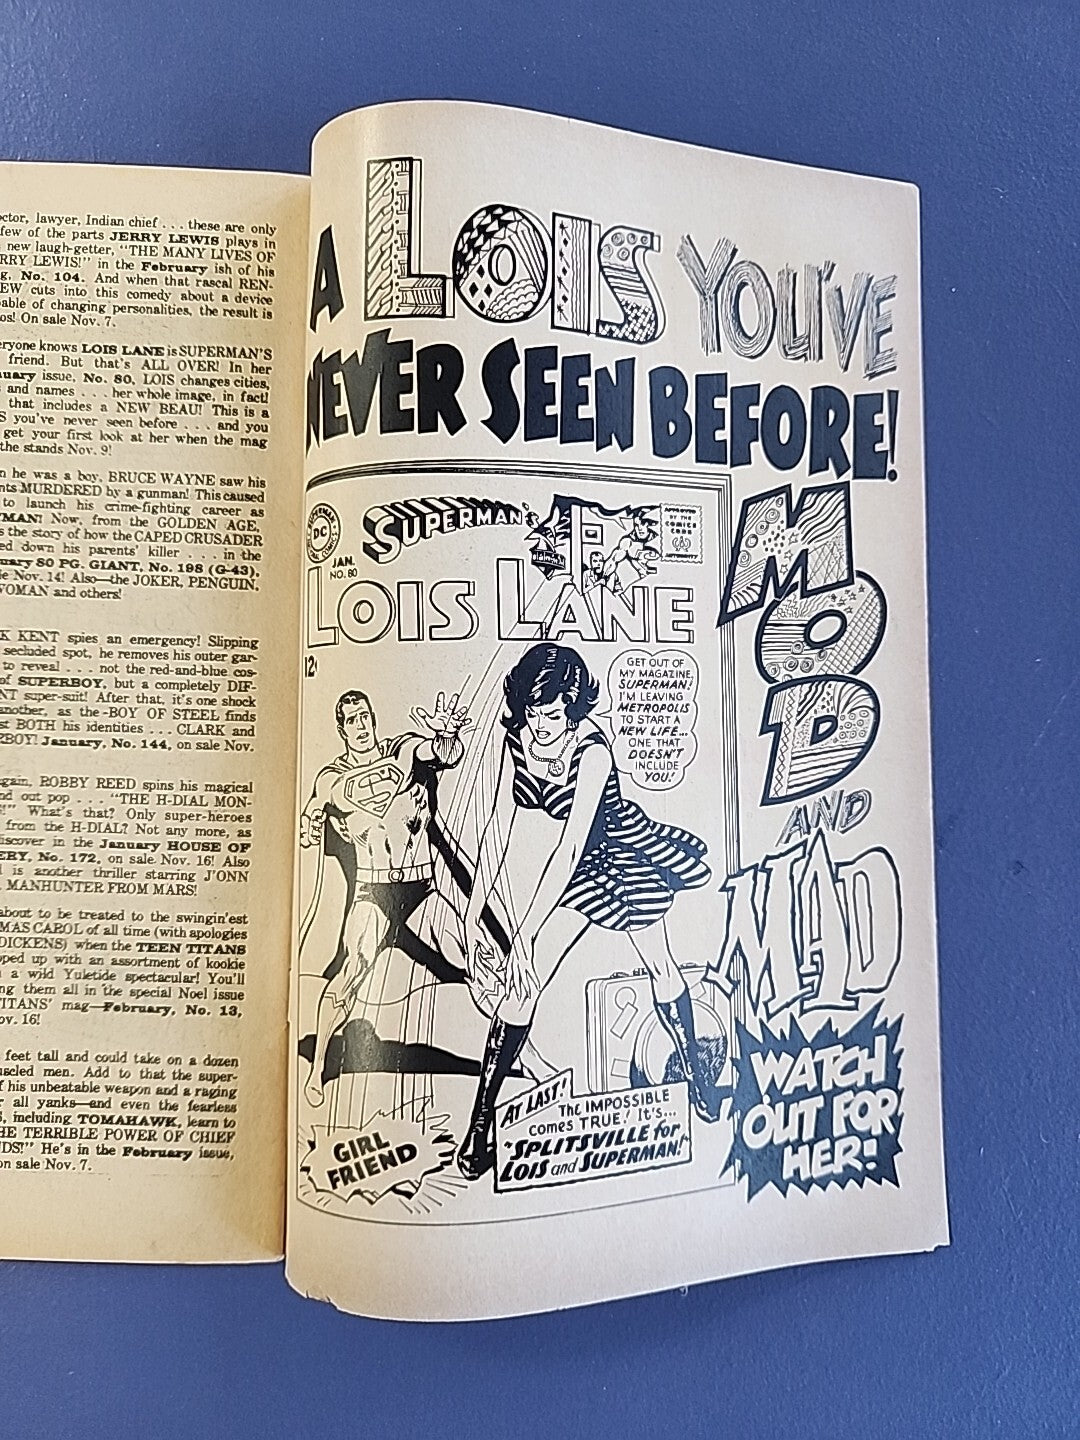 ctor, lawyer, Indian chief . . . these are only
few of the parts JERRY LEWIS plays in
new laugh-getter, "THE MANY LIVES OF
RRY LEWIS!" in the February ish of his
g. No. 104. And when that rascal REN-
EW cuts into this comedy about a device
able of changing personalities, the result is
os! On sale Nov. 7.
eryone knows LOIS LANE is SUPERMAN'S
friend. But that's ALL OVER! In her
uary issue, No. 80, LOIS changes cities,
and names . . . her whole image, in fact!
that includes a NEW BEAU! This is a
S you've never seen before . . . and you
get your first look at her when the mag
the stands Nov. 9!
n he was a boy, BRUCE WAYNE saw his
nts MURDERED by a gunman! This caused
to launch his crime-fighting career as
MAN! Now, from the GOLDEN AGE,
s the story of how the CAPED CRUSADER
ed down his parents' killer . . . in the
uary 80 PG. GIANT, No. 198 (G-43),
e Nov. 14! Also—the JOKER, PENGUIN,
WOMAN and others!
K KENT spies an emergency! Slipping
secluded spot, he removes his outer gar-
to reveal . . . not the red-and-blue cos-
of SUPERBOY, but a completely DIF-
NT super-suit! After that, it's one shock
another, as the -BOY OF STEEL finds
st BOTH his identities . . . CLARK and
RBOY! January, No. 144, on sale Nov.
gain, ROBBY REED spins his magical
nd out pop . . . "THE H-DIAL MON-
!" What's that? Only super-heroes
from the H-DIAL? Not any more, as
iscover in the January HOUSE OF
ERY, No. 172, on sale Nov. 16! Also
is another thriller starring J'ONN
MANHUNTER FROM MARS!
about to be treated to the swingin'est
MAS CAROL of all time (with apologies
DICKENS) when the TEEN TITANS
pped up with an assortment of kookie
a wild Yuletide spectacular! You'll
ng them all in the special Noel issue
TITANS' mag—February, No. 13,
ov. 16!
feet tall and could take on a dozen
uscled men. Add to that the super-
f his unbeatable weapon and a raging
r all yanks—and even the fearless
S, including TOMAHAWK, learn to
HE TERRIBLE POWER OF CHIEF
NDS!" He's in the February issue,
on sale Nov. 7.
A LOIS YOU'VE
NEVER SEEN BEFORE!
SUPERMAN'S
DC
JAN.
NO. 80
APPROVED
BY THE
COMICS
CODE
AUTHORITY
LOIS LANE
12¢
GET OUT OF
MY MAGAZINE,
SUPERMAN!
I'M LEAVING
METROPOLIS
TO START A
NEW LIFE...
ONE THAT
DOESN'T
INCLUDE
YOU!
GIRL
FRIEND
AT LAST!
THE IMPOSSIBLE
COMES TRUE! IT'S...
"SPLITSVILLE for
LOIS and SUPERMAN!"
MOD
AND
MAD
WATCH
OUT FOR
HER!